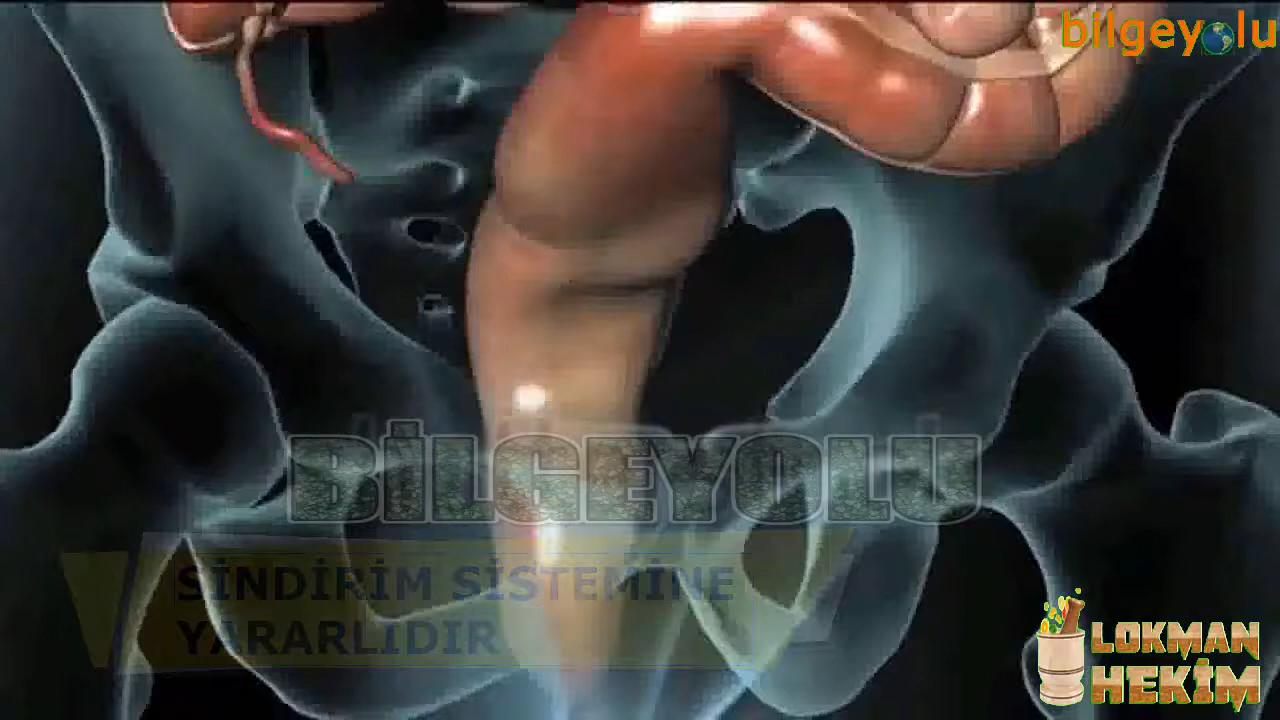 bilgeyolu
BİLGEYOLU
SİNDİRİM SİSTEMİNE
YARARLIDIR
LOKMAN
HEKİM